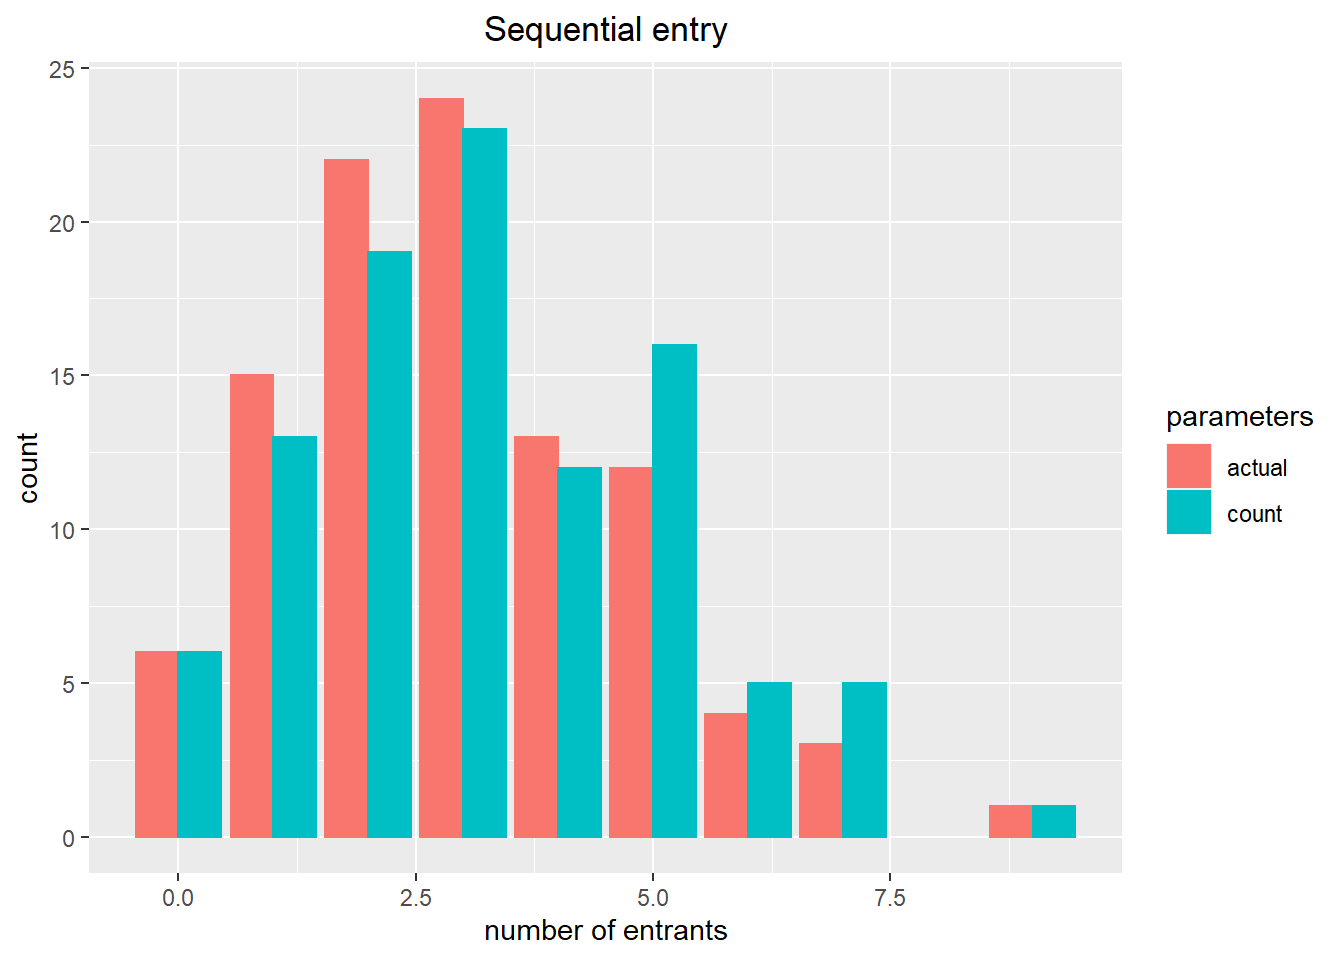 Sequential entry
25
20
15
10
5
0
count
0.0 2.5 5.0 7.5
number of entrants
parameters
actual
count